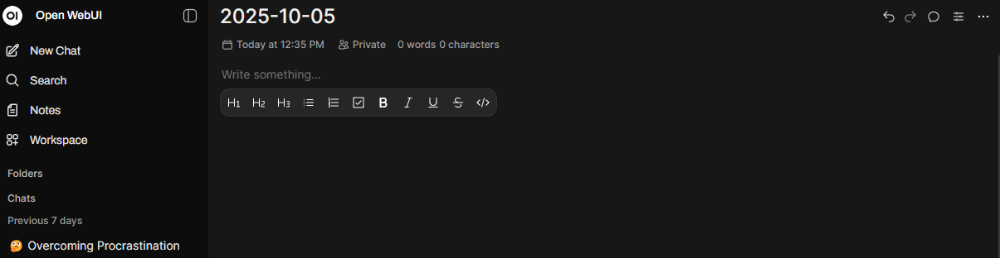 OI Open WebUI
New Chat
Search
Notes
Workspace
Folders
Chats
Previous 7 days
🤔 Overcoming Procrastination
2025-10-05
Today at 12:35 PM Private 0 words 0 characters
Write something...
H1 H2 H3 B I U S </>